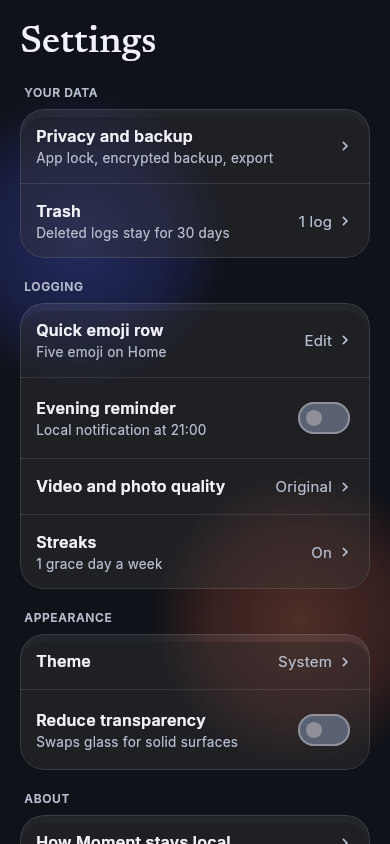 Settings
YOUR DATA
Privacy and backup
App lock, encrypted backup, export
Trash
Deleted logs stay for 30 days
1 log
LOGGING
Quick emoji row
Five emoji on Home
Edit
Evening reminder
Local notification at 21:00
Video and photo quality
Original
Streaks
1 grace day a week
On
APPEARANCE
Theme
System
Reduce transparency
Swaps glass for solid surfaces
ABOUT
How Moment stays local